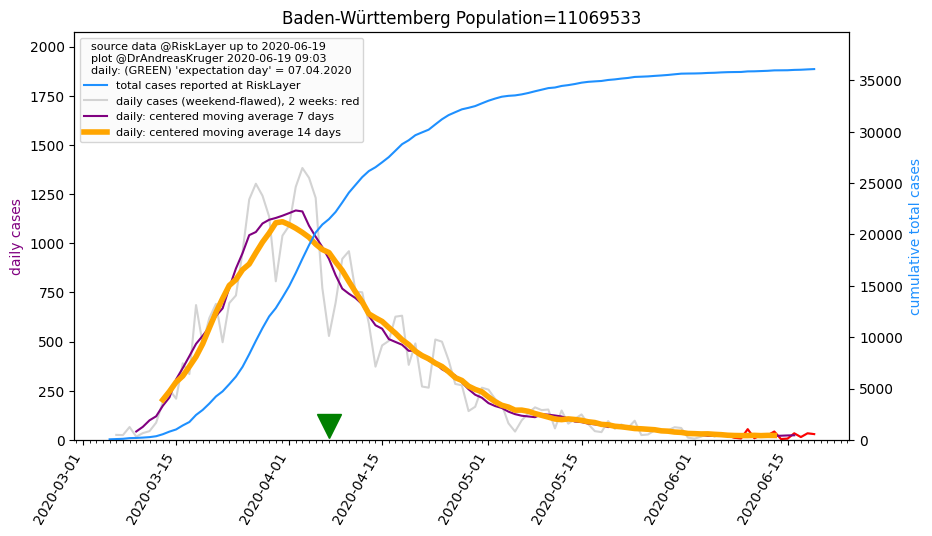 Baden-Württemberg Population=11069533
source data @RiskLayer up to 2020-06-19
plot @DrAndreasKruger 2020-06-19 09:03
daily: (GREEN) 'expectation day' = 07.04.2020
total cases reported at RiskLayer
daily cases (weekend-flawed), 2 weeks: red
daily: centered moving average 7 days
daily: centered moving average 14 days
daily cases
2000
1750
1500
1250
1000
750
500
250
0
35000
30000
25000
20000
15000
10000
5000
0
cumulative total cases
2020-03-01
2020-03-15
2020-04-01
2020-04-15
2020-05-01
2020-05-15
2020-06-01
2020-06-15